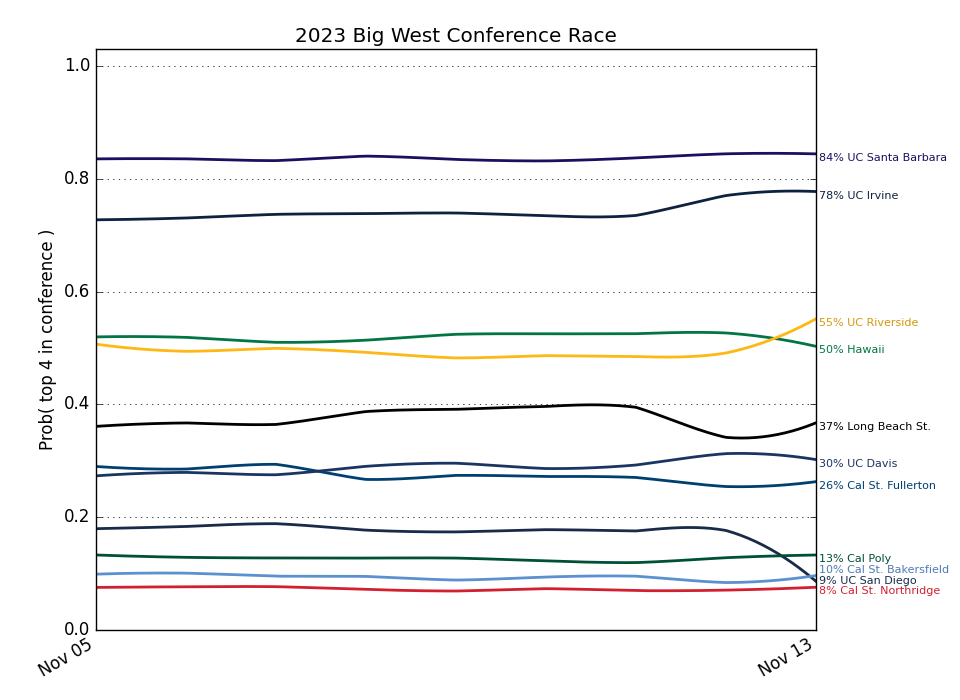 2023 Big West Conference Race
Prob( top 4 in conference )
1.0
0.8
0.6
0.4
0.2
0.0
84% UC Santa Barbara
78% UC Irvine
55% UC Riverside
50% Hawaii
37% Long Beach St.
30% UC Davis
26% Cal St. Fullerton
13% Cal Poly
10% Cal St. Bakersfield
9% UC San Diego
8% Cal St. Northridge
Nov 05
Nov 13